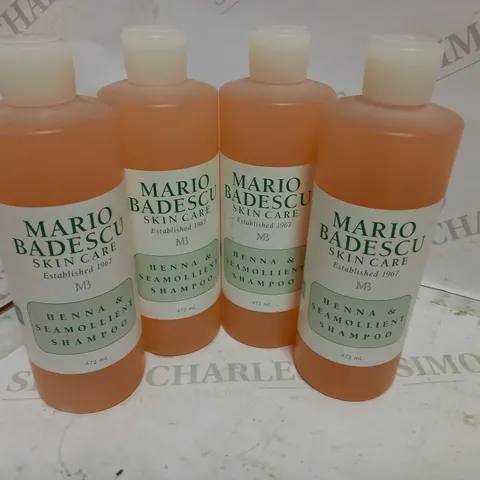 MARIO
BADESCU
SKIN CARE
Established 1967
MB
HENNA &
SEAMOLLIENT
SHAMPOO
472 mL
MARIO
BADESCU
SKIN CARE
Established 1967
MB
HENNA &
SEAMOLLIENT
SHAMPOO
472 mL
MARIO
BADESCU
SKIN CARE
Established 1967
MB
HENNA &
SEAMOLLIENT
SHAMPOO
472 mL
MARIO
BADESCU
SKIN CARE
Established 1967
MB
HENNA &
SEAMOLLIENT
SHAMPOO
472 mL
CHARLES
SIMO